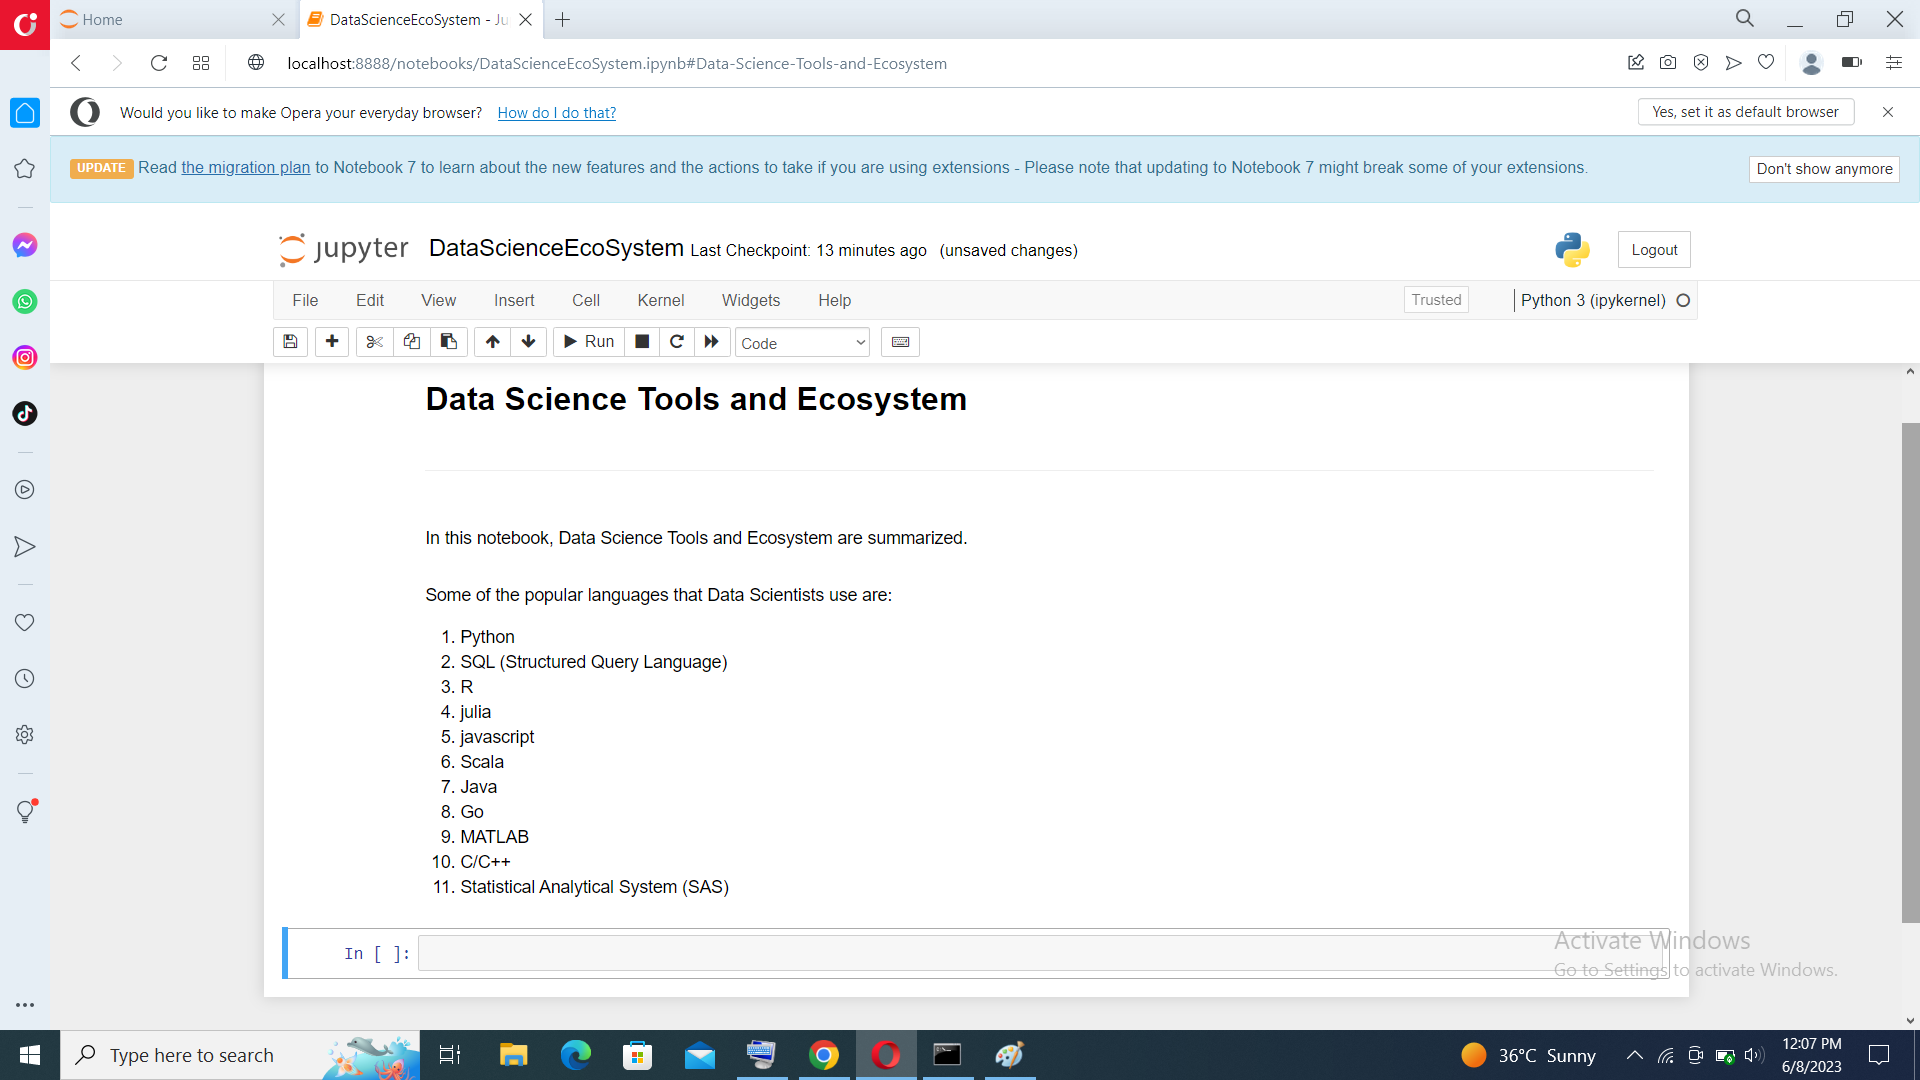 Home
DataScienceEcoSystem - Ju
localhost:8888/notebooks/DataScienceEcoSystem.ipynb#Data-Science-Tools-and-Ecosystem
Would you like to make Opera your everyday browser? How do I do that?
Yes, set it as default browser
UPDATE Read the migration plan to Notebook 7 to learn about the new features and the actions to take if you are using extensions - Please note that updating to Notebook 7 might break some of your extensions.
Don't show anymore
jupyter DataScienceEcoSystem Last Checkpoint: 13 minutes ago (unsaved changes)
Logout
File Edit View Insert Cell Kernel Widgets Help
Trusted
Python 3 (ipykernel)
Run
Code
Data Science Tools and Ecosystem
In this notebook, Data Science Tools and Ecosystem are summarized.
Some of the popular languages that Data Scientists use are:
1. Python
2. SQL (Structured Query Language)
3. R
4. julia
5. javascript
6. Scala
7. Java
8. Go
9. MATLAB
10. C/C++
11. Statistical Analytical System (SAS)
In [ ]:
Activate Windows
Go to Settings to activate Windows.
Type here to search
36°C Sunny
12:07 PM
6/8/2023